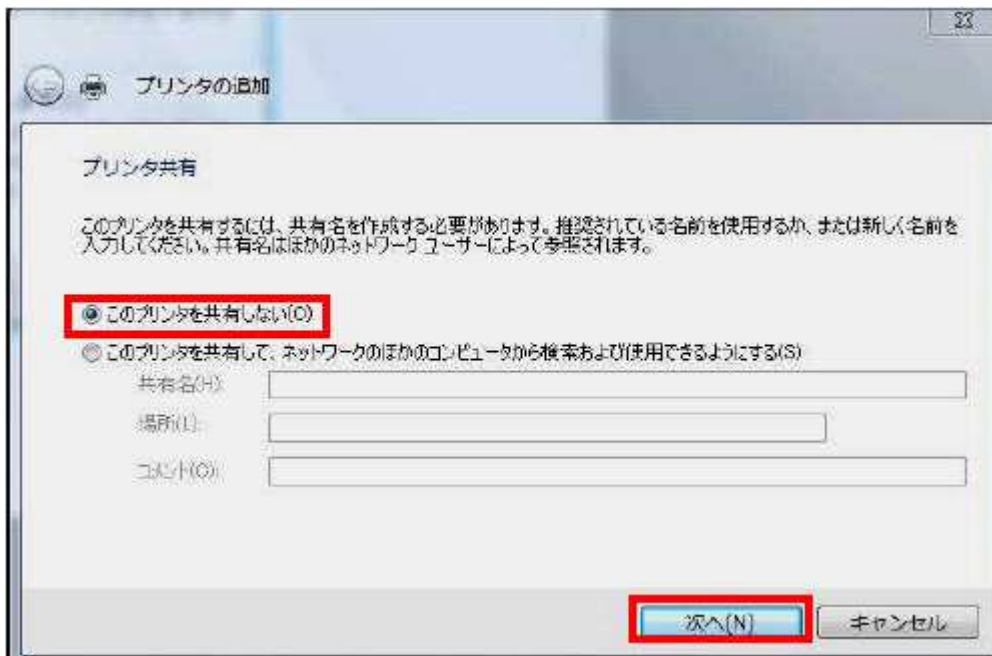 プリンタの追加
プリンタ共有
このプリンタを共有するには、共有名を作成する必要があります。推奨されている名前を使用するか、または新しく名前を
入力してください。共有名はほかのネットワーク ユーザーによって参照されます。
このプリンタを共有しない(O)
このプリンタを共有して、ネットワークのほかのコンピュータから検索および使用できるようにする(S)
共有名(H):
場所(L):
コメント(C):
次へ(N)
キャンセル